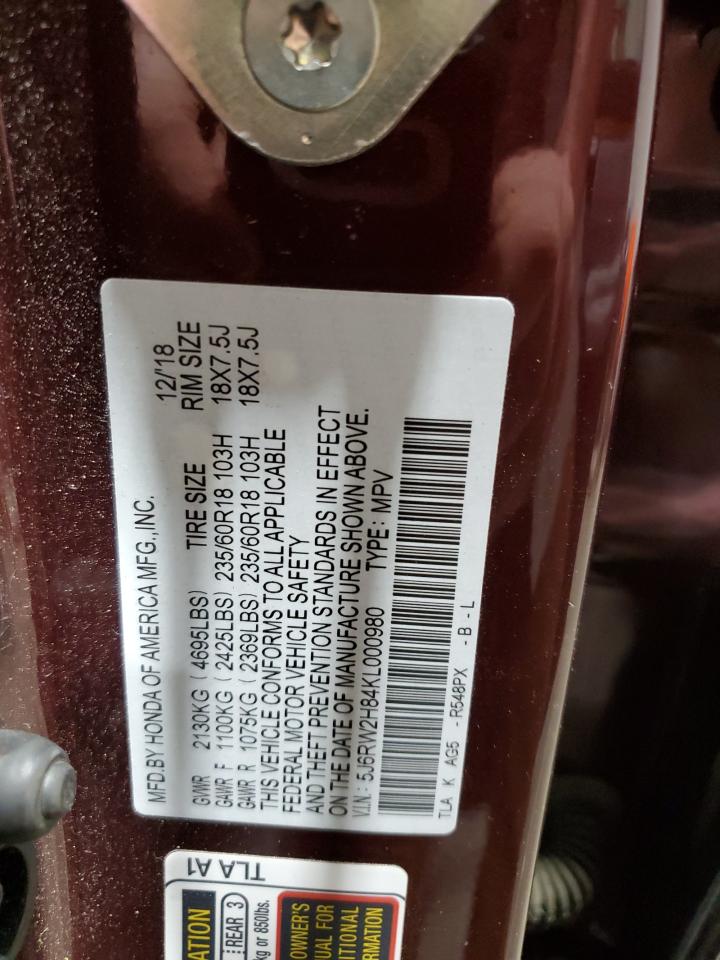 MFD.BY HONDA OF AMERICA MFG.,INC. 12/'18
GVWR 2130KG ( 4695LBS) TIRE SIZE RIM SIZE
GAWR F 1100KG ( 2425LBS) 235/60R18 103H 18X7.5J
GAWR R 1075KG ( 2369LBS) 235/60R18 103H 18X7.5J
THIS VEHICLE CONFORMS TO ALL APPLICABLE
FEDERAL MOTOR VEHICLE SAFETY
AND THEFT PREVENTION STANDARDS IN EFFECT
ON THE DATE OF MANUFACTURE SHOWN ABOVE.
V.I.N.: 5J6RW2H84KL000980 TYPE: MPV
TLA K AG5 - R548PX - B - L
TLA A1
ATION
REAR 3
kg or 850lbs.
OWNER'S
UAL FOR
ITIONAL
ORMATION